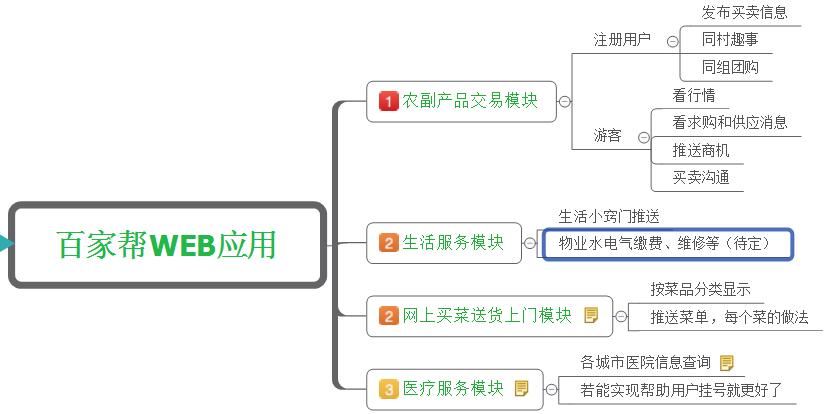 百家帮WEB应用
1 农副产品交易模块
注册用户
发布买卖信息
同村趣事
同组团购
游客
看行情
看求购和供应消息
推送商机
买卖沟通
2 生活服务模块
生活小窍门推送
物业水电气缴费、维修等（待定）
2 网上买菜送货上门模块
按菜品分类显示
推送菜单，每个菜的做法
3 医疗服务模块
各城市医院信息查询
若能实现帮助用户挂号就更好了